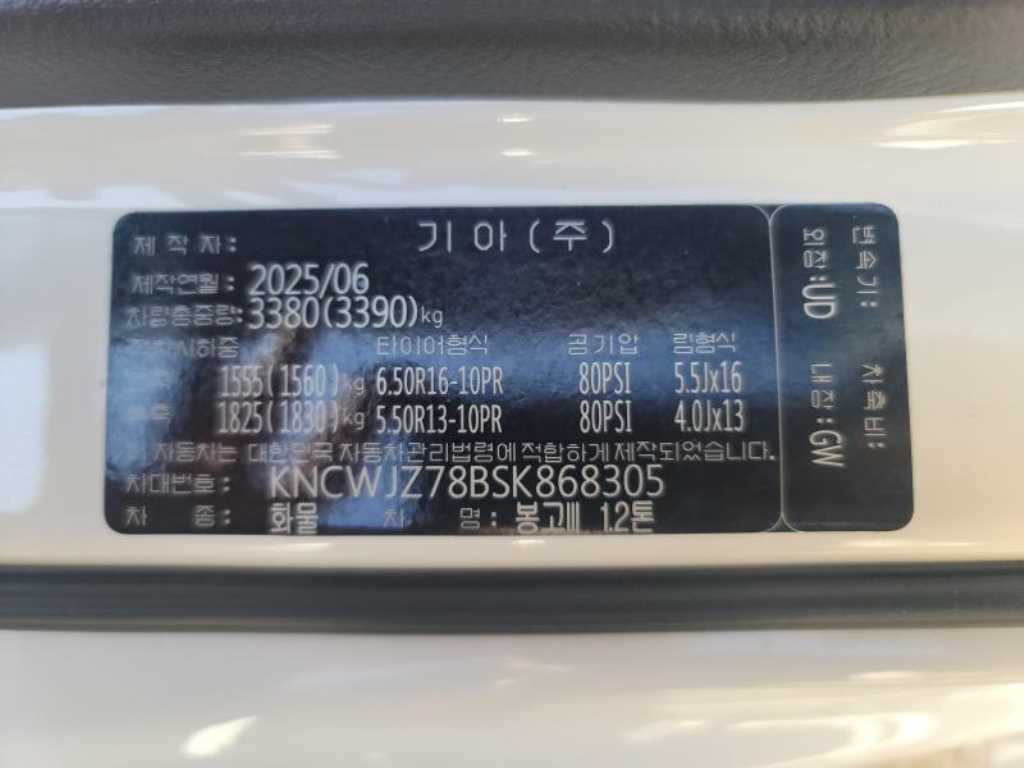 제 작 자: 기 아 ( 주 )
제작연월: 2025/06
차량총중량: 3380(3390)kg
시하중 타이어형식 공기압 림형식
1555(1560)kg 6.50R16-10PR 80PSI 5.5Jx16
1825(1830)kg 5.50R13-10PR 80PSI 4.0Jx13
이 자동차는 대한민국 자동차관리법령에 적합하게 제작되었습니다.
차대번호: KNCWJZ78BSK868305
차 종: 화물 차 명: 봉고Ⅲ 1.2톤
변속기: 차축비:
외장:UD 내장:GW